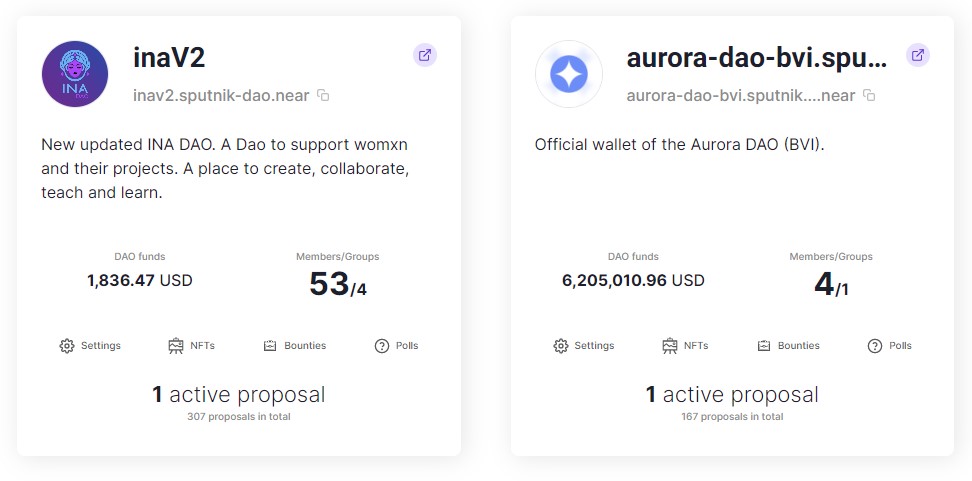 inaV2
inav2.sputnik-dao.near
INA
New updated INA DAO. A Dao to support womxn
and their projects. A place to create, collaborate,
teach and learn.
DAO funds
1,836.47 USD
Members/Groups
53/4
Settings
NFTs
Bounties
Polls
1 active proposal
307 proposals in total
aurora-dao-bvi.spu...
aurora-dao-bvi.sputnik....near
Official wallet of the Aurora DAO (BVI).
DAO funds
6,205,010.96 USD
Members/Groups
4/1
Settings
NFTs
Bounties
Polls
1 active proposal
167 proposals in total